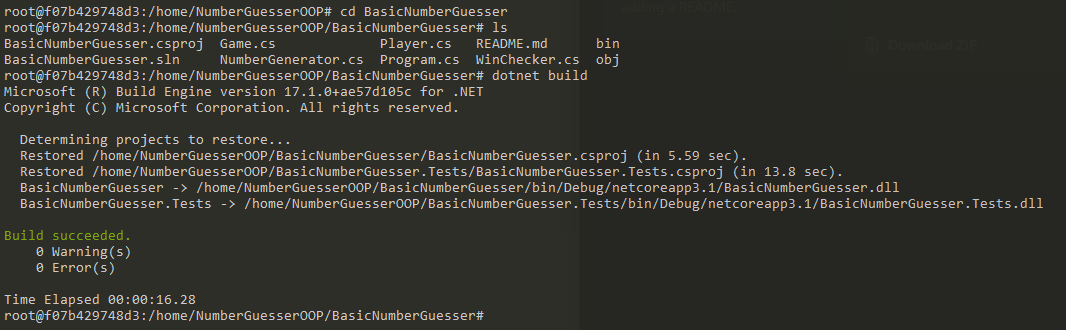 adding a README.
Download ZIP
root@f07b429748d3:/home/NumberGuesserOOP# cd BasicNumberGuesser
root@f07b429748d3:/home/NumberGuesserOOP/BasicNumberGuesser# ls
BasicNumberGuesser.csproj  Game.cs             Player.cs   README.md      bin
BasicNumberGuesser.sln     NumberGenerator.cs  Program.cs  WinChecker.cs  obj
root@f07b429748d3:/home/NumberGuesserOOP/BasicNumberGuesser# dotnet build
Microsoft (R) Build Engine version 17.1.0+ae57d105c for .NET
Copyright (C) Microsoft Corporation. All rights reserved.
  Determining projects to restore...
  Restored /home/NumberGuesserOOP/BasicNumberGuesser/BasicNumberGuesser.csproj (in 5.59 sec).
  Restored /home/NumberGuesserOOP/BasicNumberGuesser.Tests/BasicNumberGuesser.Tests.csproj (in 13.8 sec).
  BasicNumberGuesser -> /home/NumberGuesserOOP/BasicNumberGuesser/bin/Debug/netcoreapp3.1/BasicNumberGuesser.dll
  BasicNumberGuesser.Tests -> /home/NumberGuesserOOP/BasicNumberGuesser.Tests/bin/Debug/netcoreapp3.1/BasicNumberGuesser.Tests.dll
Build succeeded.
    0 Warning(s)
    0 Error(s)
Time Elapsed 00:00:16.28
root@f07b429748d3:/home/NumberGuesserOOP/BasicNumberGuesser#